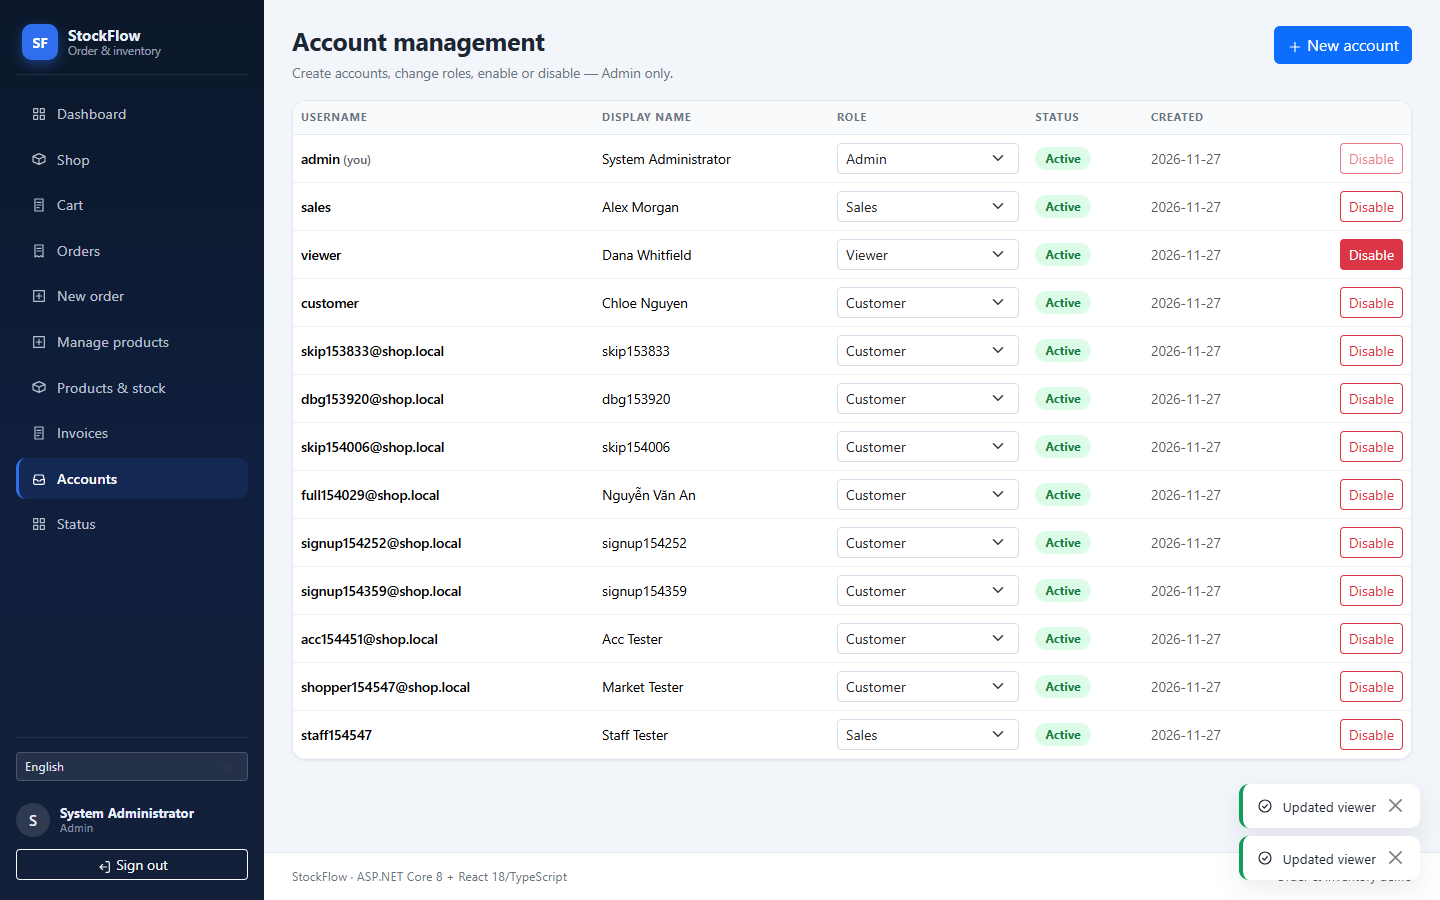 SF
StockFlow
Order & inventory
Dashboard
Shop
Cart
Orders
New order
Manage products
Products & stock
Invoices
Accounts
Status
English
S
System Administrator
Admin
Sign out
Account management
Create accounts, change roles, enable or disable — Admin only.
+ New account
USERNAME DISPLAY NAME ROLE STATUS CREATED
admin (you) System Administrator Admin Active 2026-11-27 Disable
sales Alex Morgan Sales Active 2026-11-27 Disable
viewer Dana Whitfield Viewer Active 2026-11-27 Disable
customer Chloe Nguyen Customer Active 2026-11-27 Disable
skip153833@shop.local skip153833 Customer Active 2026-11-27 Disable
dbg153920@shop.local dbg153920 Customer Active 2026-11-27 Disable
skip154006@shop.local skip154006 Customer Active 2026-11-27 Disable
full154029@shop.local Nguyễn Văn An Customer Active 2026-11-27 Disable
signup154252@shop.local signup154252 Customer Active 2026-11-27 Disable
signup154359@shop.local signup154359 Customer Active 2026-11-27 Disable
acc154451@shop.local Acc Tester Customer Active 2026-11-27 Disable
shopper154547@shop.local Market Tester Customer Active 2026-11-27 Disable
staff154547 Staff Tester Sales Active 2026-11-27 Disable
Updated viewer
Updated viewer
StockFlow · ASP.NET Core 8 + React 18/TypeScript